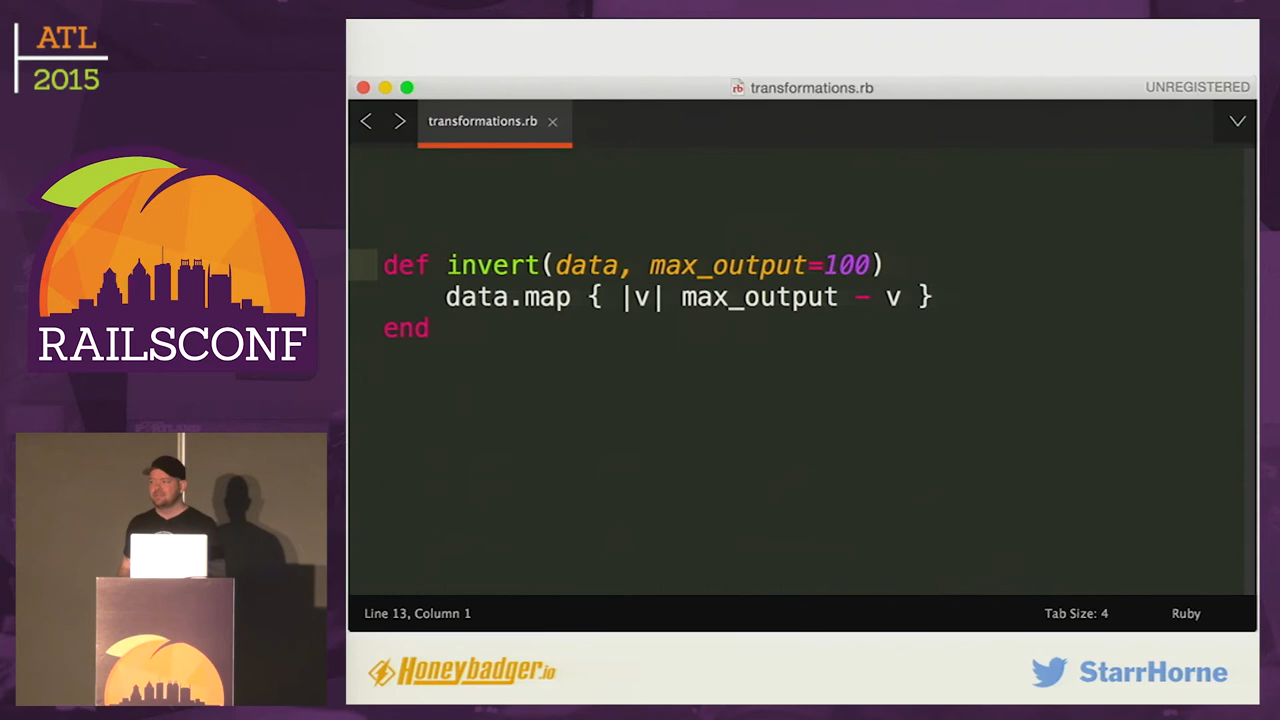 ATL
2015
RAILSCONF
transformations.rb
UNREGISTERED
transformations.rb
def invert(data, max_output=100)
data.map { |v| max_output - v }
end
Line 13, Column 1
Tab Size: 4
Ruby
Honeybadger.io
StarrHorne